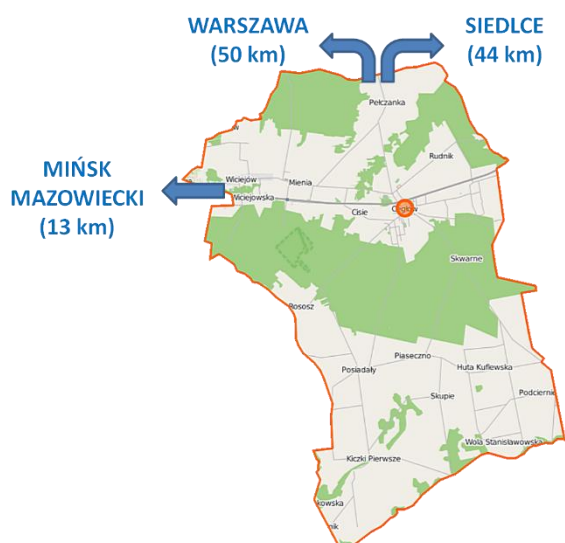 WARSZAWA
(50 km)
SIEDLCE
(44 km)
Pełczanka
Rudnik
MIŃSK
MAZOWIECKI
(13 km)
Wiciejów
Mienia
Cisie
Skwarne
Rososz
Piaseczno
Posiadały
Huta Kuflewska
Skupie
Wola Stanisławowska
Kiczki Pierwsze